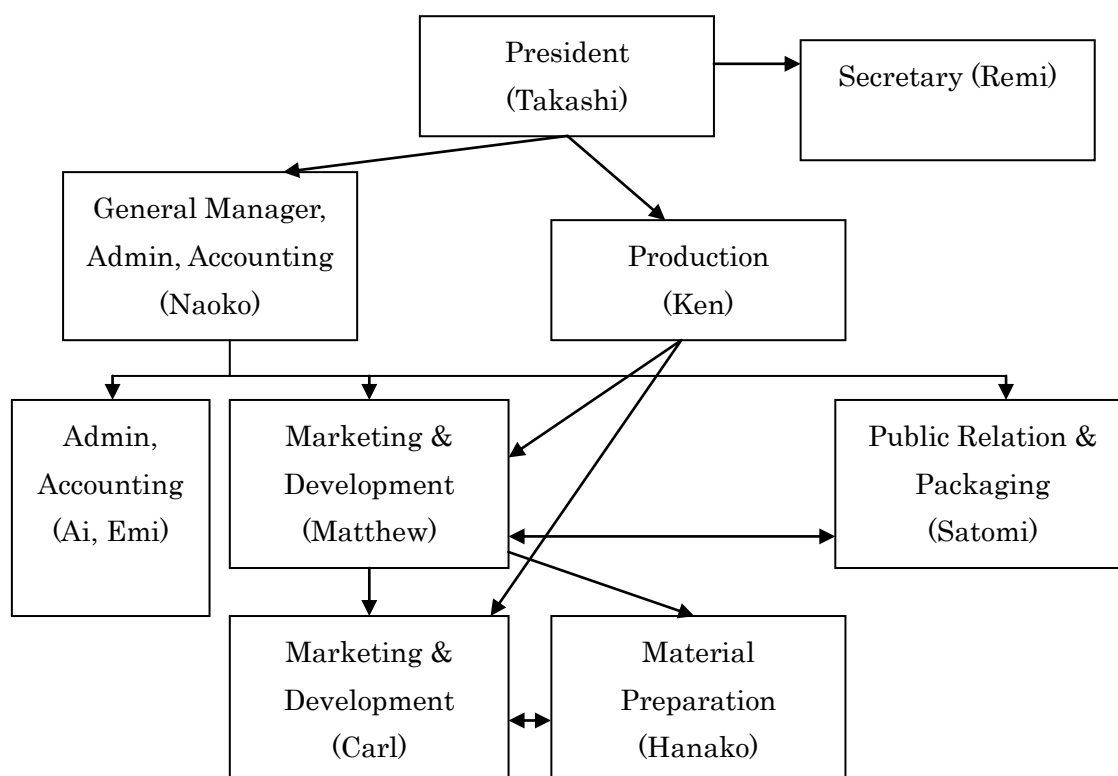 President
(Takashi)
Secretary (Remi)
General Manager,
Admin, Accounting
(Naoko)
Production
(Ken)
Admin,
Accounting
(Ai, Emi)
Marketing &
Development
(Matthew)
Public Relation &
Packaging
(Satomi)
Marketing &
Development
(Carl)
Material
Preparation
(Hanako)